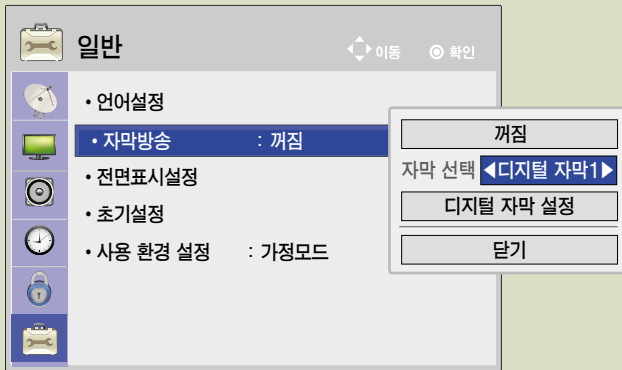 일반
이동 확인
• 언어설정
• 자막방송 : 꺼짐
• 전면표시설정
• 초기설정
• 사용 환경 설정 : 가정모드
꺼짐
자막 선택 ◀디지털 자막1▶
디지털 자막 설정
닫기